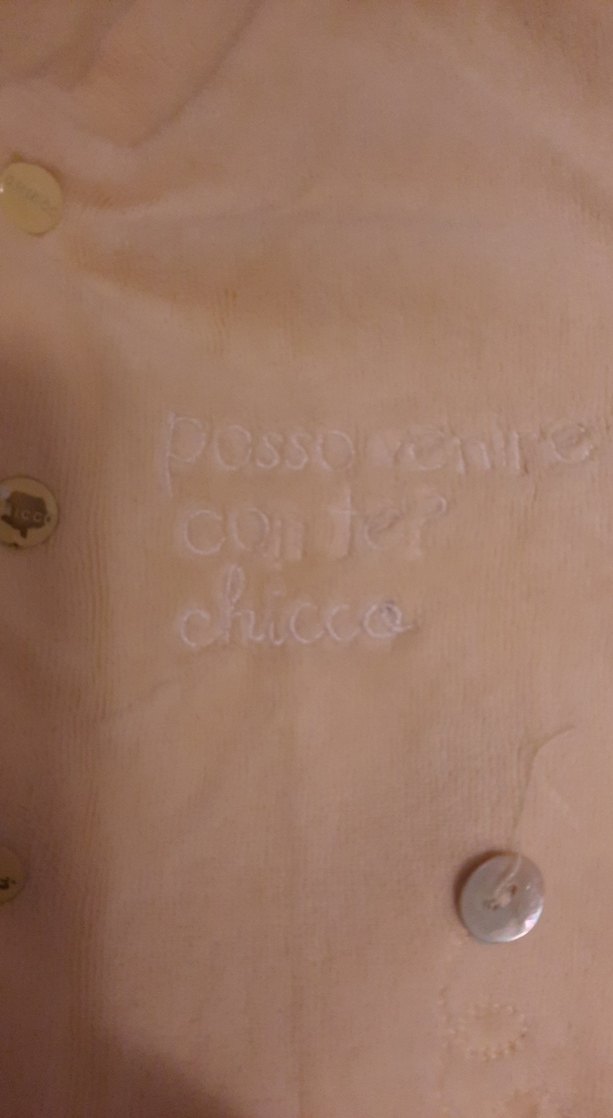 posso venire
con te?
chicco